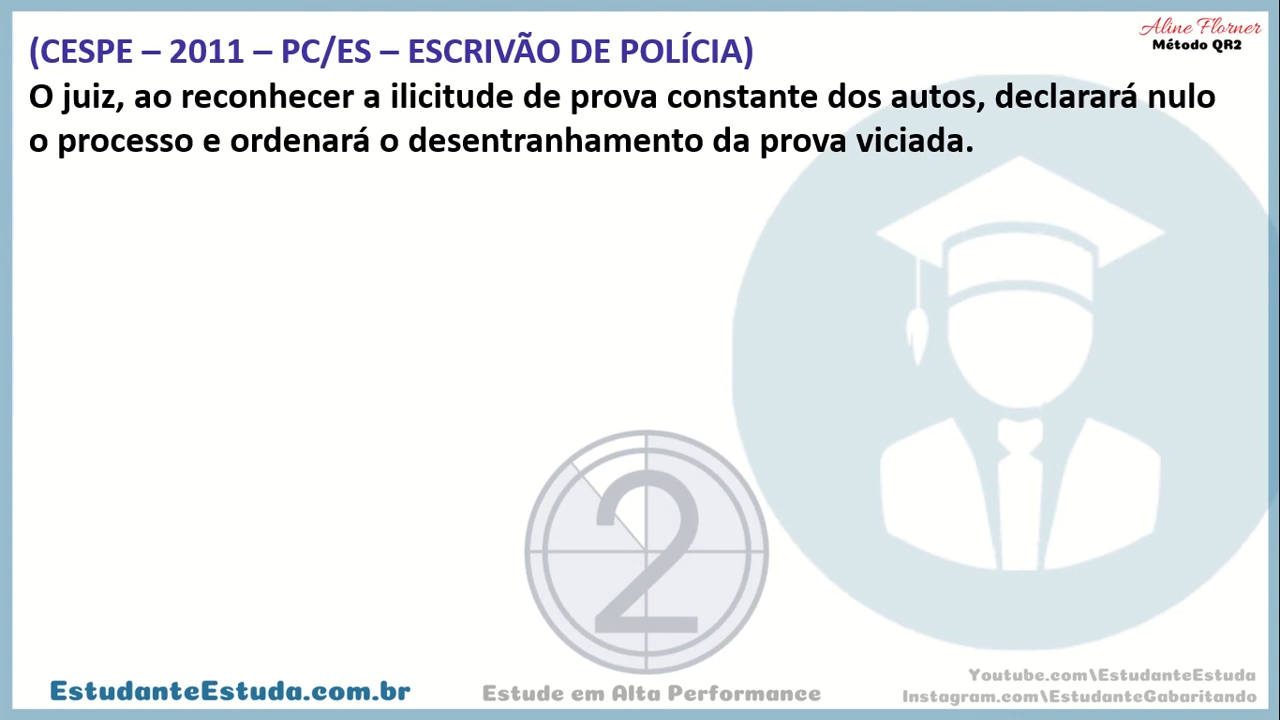 Aline Florner
Método QR2
(CESPE – 2011 – PC/ES – ESCRIVÃO DE POLÍCIA)
O juiz, ao reconhecer a ilicitude de prova constante dos autos, declarará nulo
o processo e ordenará o desentranhamento da prova viciada.
2
EstudanteEstuda.com.br
Estude em Alta Performance
Youtube.com\EstudanteEstuda
Instagram.com\EstudanteGabaritando